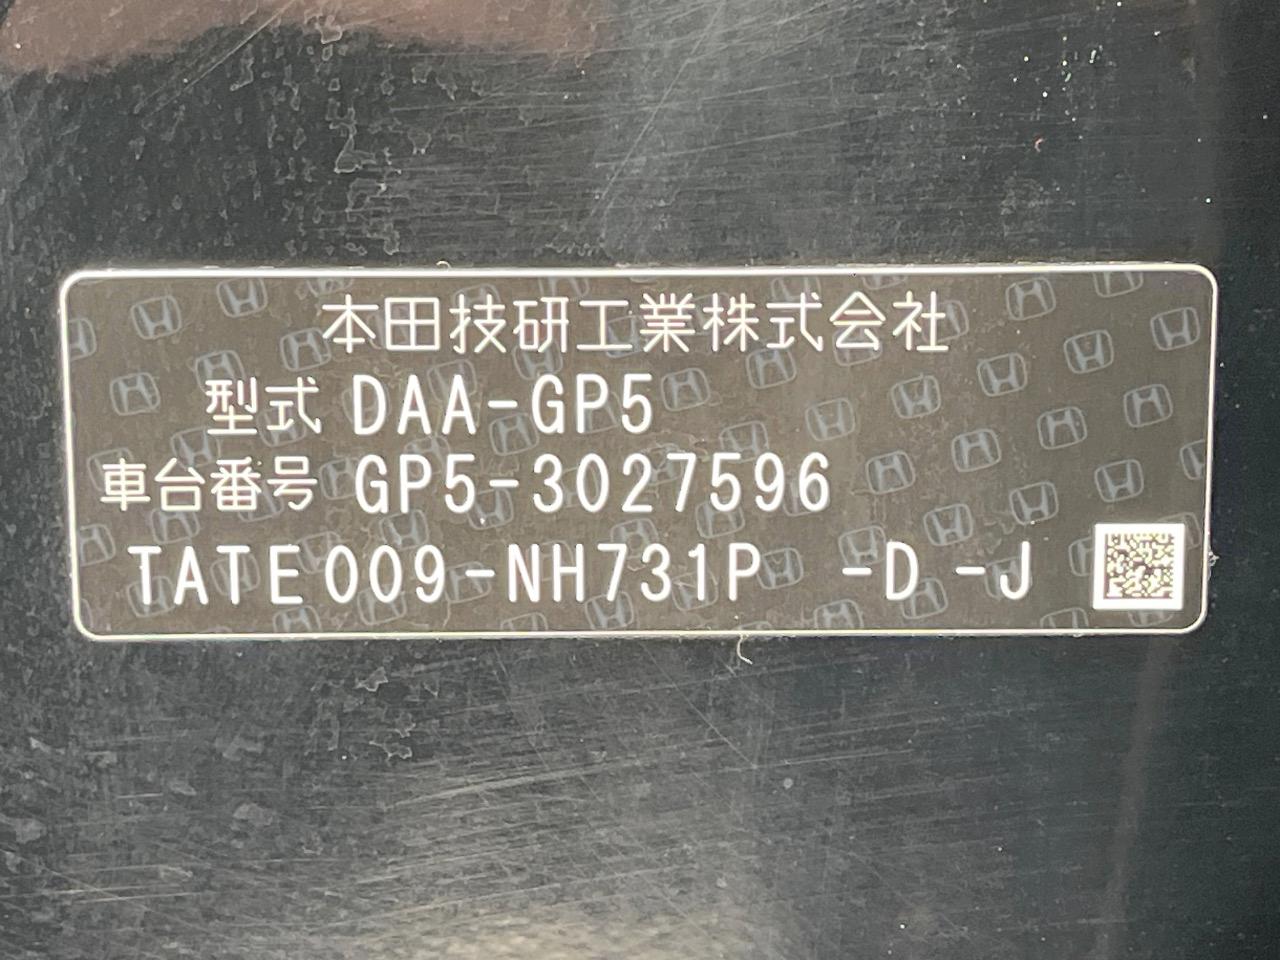 本田技研工業株式会社
型式 DAA-GP5
車台番号 GP5-3027596
TATE009-NH731P -D -J